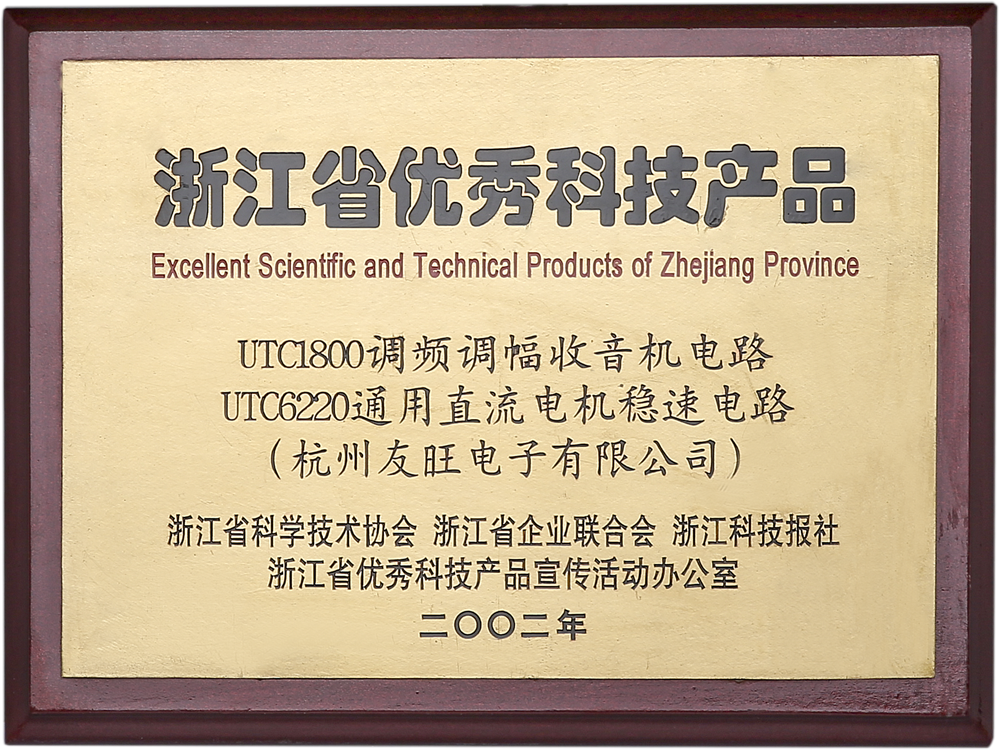 浙江省优秀科技产品
Excellent Scientific and Technical Products of Zhejiang Province
UTC1800调频调幅收音机电路
UTC6220通用直流电机稳速电路
（杭州友旺电子有限公司）
浙江省科学技术协会 浙江省企业联合会 浙江科技报社
浙江省优秀科技产品宣传活动办公室
二〇〇二年